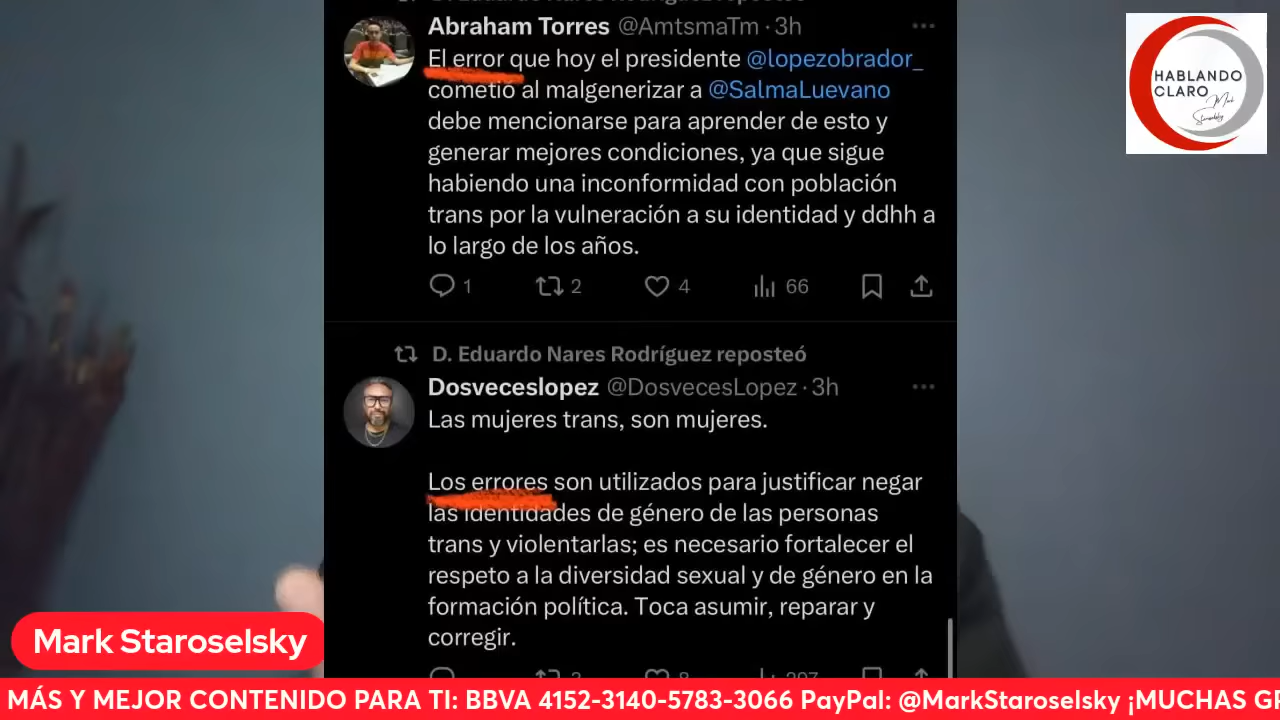 Abraham Torres @AmtsmaTm · 3h
El error que hoy el presidente @lopezobrador_
cometió al malgenerizar a @SalmaLuevano
debe mencionarse para aprender de esto y
generar mejores condiciones, ya que sigue
habiendo una inconformidad con población
trans por la vulneración a su identidad y ddhh a
lo largo de los años.
1 2 4 66
D. Eduardo Nares Rodríguez reposteó
Dosveceslopez @DosvecesLopez · 3h
Las mujeres trans, son mujeres.
Los errores son utilizados para justificar negar
las identidades de género de las personas
trans y violentarlas; es necesario fortalecer el
respeto a la diversidad sexual y de género en la
formación política. Toca asumir, reparar y
corregir.
HABLANDO
CLARO
Mark
Staroselsky
Mark Staroselsky
MÁS Y MEJOR CONTENIDO PARA TI: BBVA 4152-3140-5783-3066 PayPal: @MarkStaroselsky ¡MUCHAS